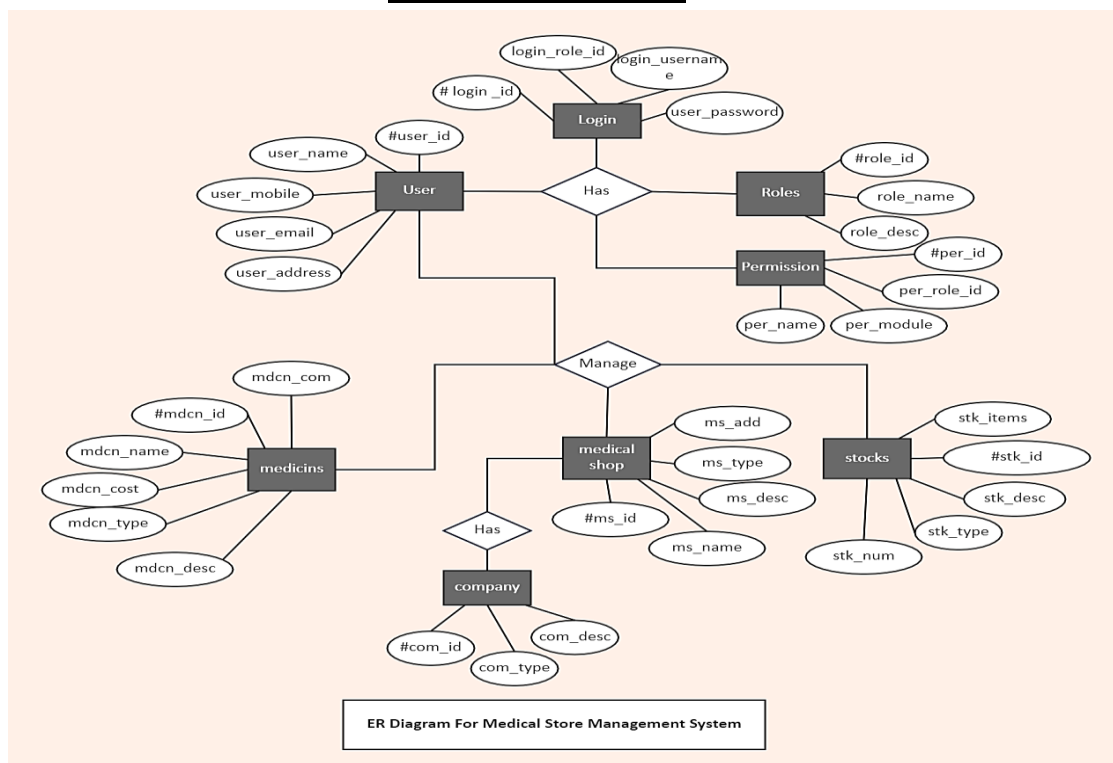 login_role_id
login_usernam
e
# login _id
user_password
Login
#user_id
user_name
user_mobile
user_email
user_address
User
Has
#role_id
role_name
role_desc
Roles
#per_id
per_role_id
per_name
per_module
Permission
Manage
mdcn_com
#mdcn_id
mdcn_name
mdcn_cost
mdcn_type
mdcn_desc
medicins
ms_add
ms_type
ms_desc
#ms_id
ms_name
medical
shop
stk_items
#stk_id
stk_desc
stk_type
stk_num
stocks
Has
company
#com_id
com_type
com_desc
ER Diagram For Medical Store Management System